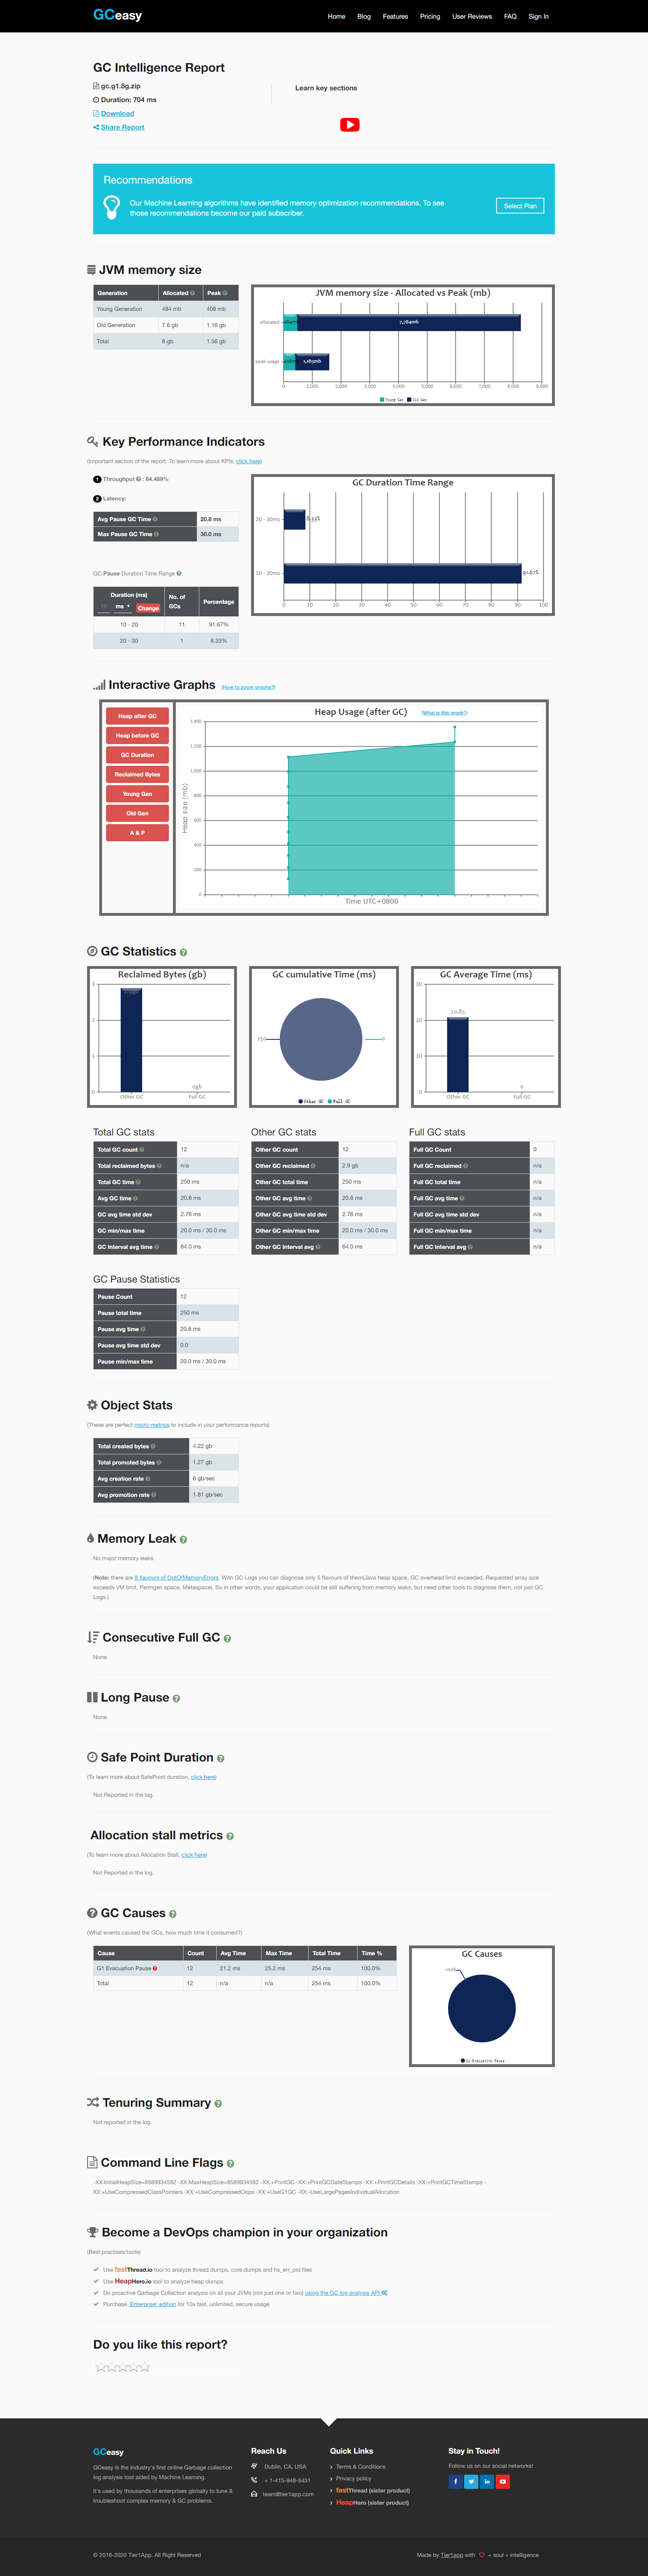 GCeasy
Home Blog Features Pricing User Reviews FAQ Sign In
GC Intelligence Report
gc.g1.8g.zip
Duration: 704 ms
Download
Share Report
Learn key sections
Recommendations
Our Machine Learning algorithms have identified memory optimization recommendations. To see
those recommendations become our paid subscriber.
Select Plan
JVM memory size
Generation Allocated Peak
Young Generation 484 mb 408 mb
Old Generation 7.6 gb 1.16 gb
Total 8 gb 1.56 gb
JVM memory size - Allocated vs Peak (mb)
allocated 7,784mb
peak usage 1,185mb
0 1,000 2,000 3,000 4,000 5,000 6,000 7,000 8,000 9,000
Young Gen Old Gen
Key Performance Indicators
(Important section of the report. To learn more about KPIs, click here)
1 Throughput : 64.489%
2 Latency:
Avg Pause GC Time 20.8 ms
Max Pause GC Time 30.0 ms
GC Pause Duration Time Range
Duration (ms) No. of GCs Percentage
10 ms Change
10 - 20 11 91.67%
20 - 30 1 8.33%
GC Duration Time Range
20 - 30ms 8.33%
10 - 20ms 91.67%
0 10 20 30 40 50 60 70 80 90 100
Interactive Graphs (How to zoom graphs?)
Heap after GC
Heap before GC
GC Duration
Reclaimed Bytes
Young Gen
Old Gen
A & P
Heap Usage (after GC) (What is this graph?)
Heap size (mb)
1,400
1,200
1,000
800
600
400
200
0
Time UTC+0800
GC Statistics
Reclaimed Bytes (gb)
3
2
1
0
0gb
Other GC Full GC
GC cumulative Time (ms)
250 0
Other GC Full GC
GC Average Time (ms)
30
20
10
0
20.83
0
Other GC Full GC
Total GC stats
Total GC count 12
Total reclaimed bytes n/a
Total GC time 250 ms
Avg GC time 20.8 ms
GC avg time std dev 2.76 ms
GC min/max time 20.0 ms / 30.0 ms
GC Interval avg time 64.0 ms
Other GC stats
Other GC count 12
Other GC reclaimed 2.9 gb
Other GC total time 250 ms
Other GC avg time 20.8 ms
Other GC avg time std dev 2.76 ms
Other GC min/max time 20.0 ms / 30.0 ms
Other GC Interval avg 64.0 ms
Full GC stats
Full GC Count 0
Full GC reclaimed n/a
Full GC total time n/a
Full GC avg time n/a
Full GC avg time std dev n/a
Full GC min/max time n/a
Full GC Interval avg n/a
GC Pause Statistics
Pause Count 12
Pause total time 250 ms
Pause avg time 20.8 ms
Pause avg time std dev 0.0
Pause min/max time 20.0 ms / 30.0 ms
Object Stats
(These are perfect micro-metrics to include in your performance reports)
Total created bytes 4.22 gb
Total promoted bytes 1.27 gb
Avg creation rate 6 gb/sec
Avg promotion rate 1.81 gb/sec
Memory Leak
No major memory leaks.
(Note: there are 8 flavours of OutOfMemoryErrors. With GC Logs you can diagnose only 5 flavours of them(Java heap space, GC overhead limit exceeded, Requested array size
exceeds VM limit, Permgen space, Metaspace). So in other words, your application could be still suffering from memory leaks, but need other tools to diagnose them, not just GC
Logs.)
Consecutive Full GC
None.
Long Pause
None.
Safe Point Duration
(To learn more about SafePoint duration, click here)
Not Reported in the log.
Allocation stall metrics
(To learn more about Allocation Stall, click here)
Not Reported in the log.
GC Causes
(What events caused the GCs, how much time it consumed?)
Cause Count Avg Time Max Time Total Time Time %
G1 Evacuation Pause 12 21.2 ms 25.2 ms 254 ms 100.0%
Total 12 n/a n/a 254 ms 100.0%
GC Causes
100%
G1 Evacuation Pause
Tenuring Summary
Not reported in the log.
Command Line Flags
-XX:InitialHeapSize=8589934592 -XX:MaxHeapSize=8589934592 -XX:+PrintGC -XX:+PrintGCDateStamps -XX:+PrintGCDetails -XX:+PrintGCTimeStamps -
XX:+UseCompressedClassPointers -XX:+UseCompressedOops -XX:+UseG1GC -XX:-UseLargePagesIndividualAllocation
Become a DevOps champion in your organization
(Best practises/tools)
Use fastThread.io tool to analyze thread dumps, core dumps and hs_err_pid files
Use HeapHero.io tool to analyze heap dumps
Do proactive Garbage Collection analysis on all your JVMs (not just one or two) using the GC log analysis API
Purchase 'Enterprise' edition for 10x fast, unlimited, secure usage
Do you like this report?
GCeasy
GCeasy is the industry's first online Garbage collection
log analysis tool aided by Machine Learning.
It's used by thousands of enterprises globally to tune &
troubleshoot complex memory & GC problems.
Reach Us
Dublin, CA, USA
+ 1-415-948-5431
team@tier1app.com
Quick Links
Terms & Conditions
Privacy policy
fastThread (sister product)
HeapHero (sister product)
Stay in Touch!
Follow us on our social networks!
© 2016-2020 Tier1App. All Right Reserved
Made by Tier1app with + soul + intelligence